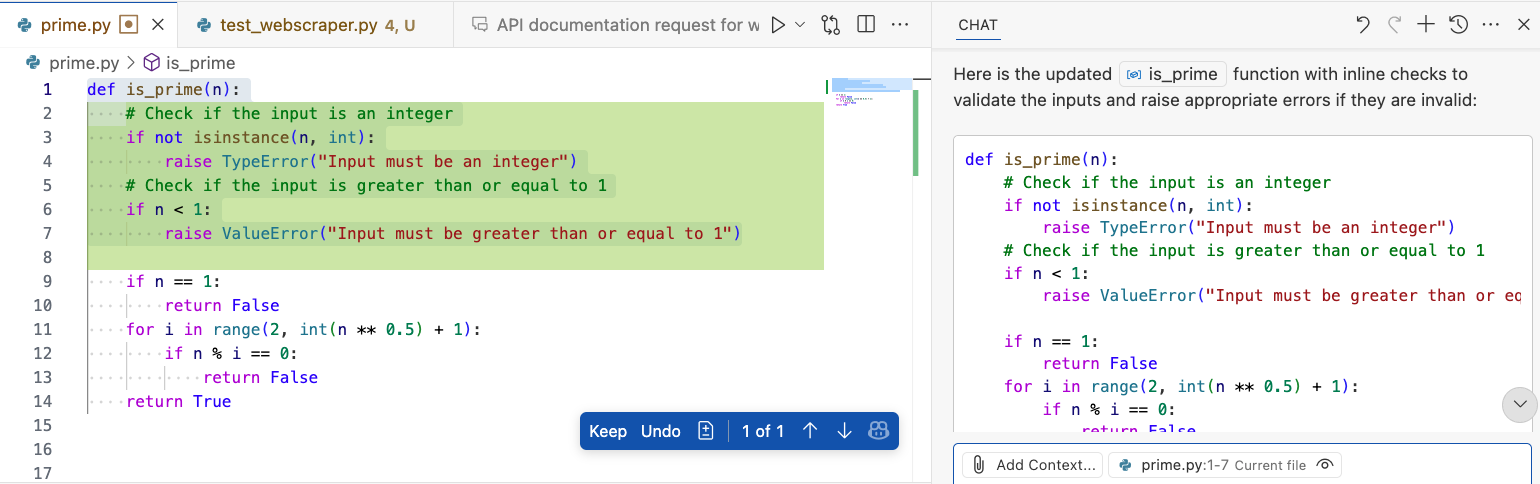 prime.py
test_webscraper.py 4, U
API documentation request for w
prime.py > is_prime
1 def is_prime(n):
2     # Check if the input is an integer
3     if not isinstance(n, int):
4         raise TypeError("Input must be an integer")
5     # Check if the input is greater than or equal to 1
6     if n < 1:
7         raise ValueError("Input must be greater than or equal to 1")
8
9     if n == 1:
10         return False
11     for i in range(2, int(n ** 0.5) + 1):
12         if n % i == 0:
13             return False
14     return True
15
16
17
Keep Undo 1 of 1
CHAT
Here is the updated is_prime function with inline checks to
validate the inputs and raise appropriate errors if they are invalid:
def is_prime(n):
    # Check if the input is an integer
    if not isinstance(n, int):
        raise TypeError("Input must be an integer")
    # Check if the input is greater than or equal to 1
    if n < 1:
        raise ValueError("Input must be greater than or eq
    if n == 1:
        return False
    for i in range(2, int(n ** 0.5) + 1):
        if n % i == 0:
            return False
Add Context... prime.py:1-7 Current file